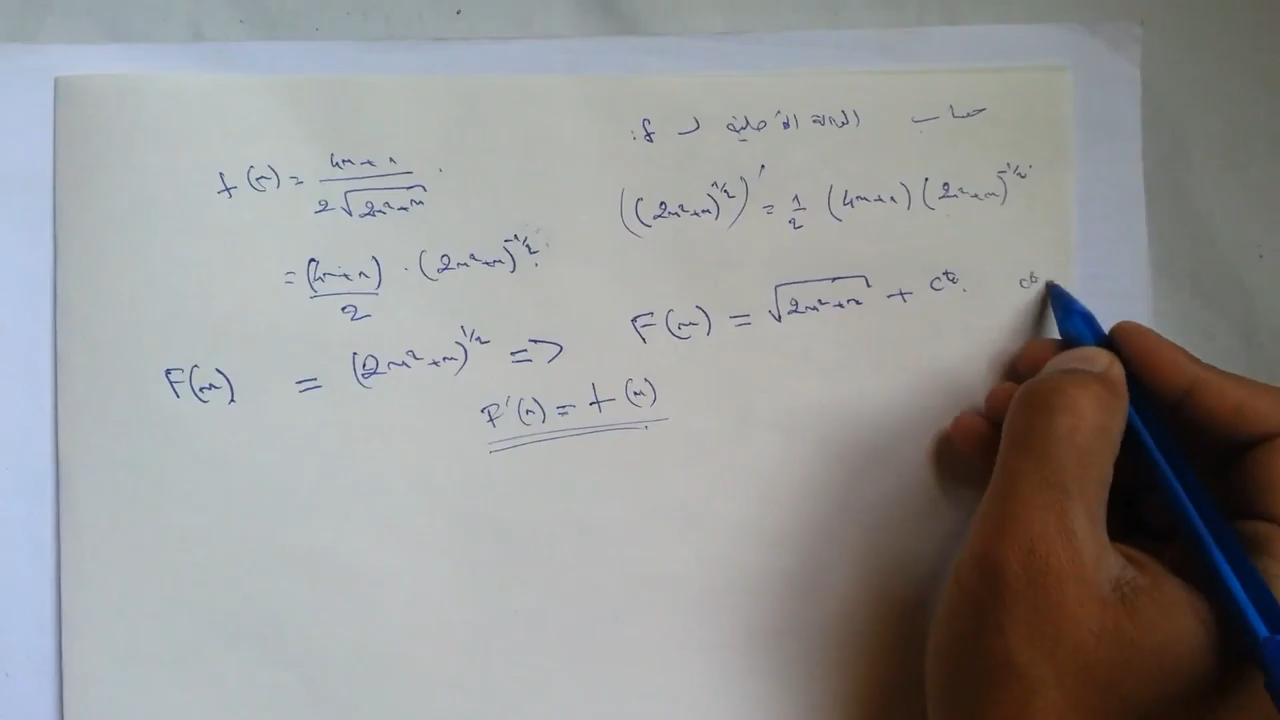 حساب الدالة الأصلية لـ f:
f(x) = (4x+1)/(2√(2x²+x)).
= (4x+1)/2 · (2x²+x)^(-1/2).
((2x²+x)^(1/2))' = 1/2 (4x+1)(2x²+x)^(-1/2).
F(x) = (2x²+x)^(1/2) =>
F(x) = √(2x²+x) + cte. cte
F'(x) = f(x)